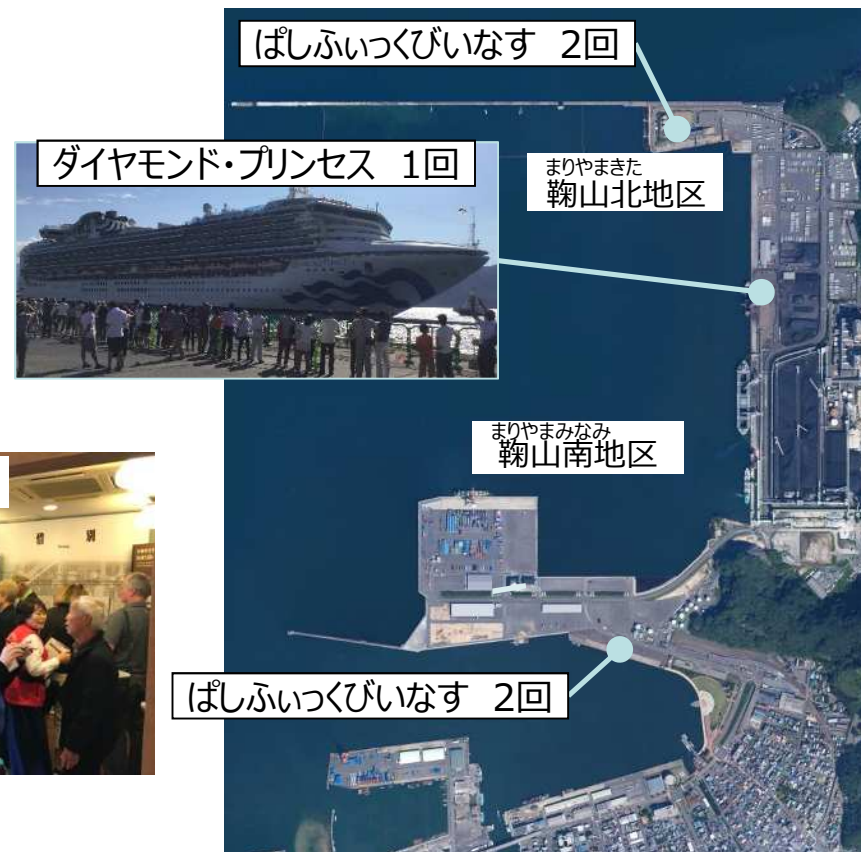 ぱしふぃっくびいなす 2回
ダイヤモンド・プリンセス 1回
まりやまきた
鞠山北地区
まりやまみなみ
鞠山南地区
ぱしふぃっくびいなす 2回